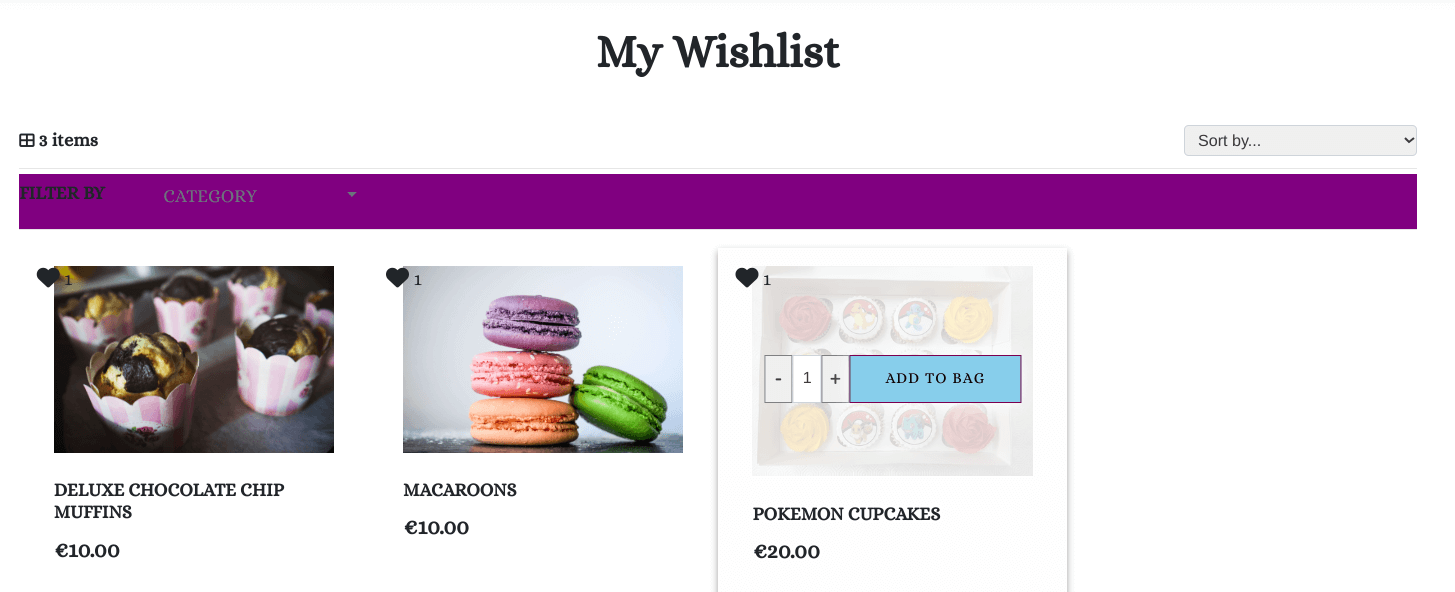 My Wishlist
3 items
Sort by...
FILTER BY CATEGORY
1
1
1
- 1 + ADD TO BAG
DELUXE CHOCOLATE CHIP
MUFFINS
€10.00
MACAROONS
€10.00
POKEMON CUPCAKES
€20.00